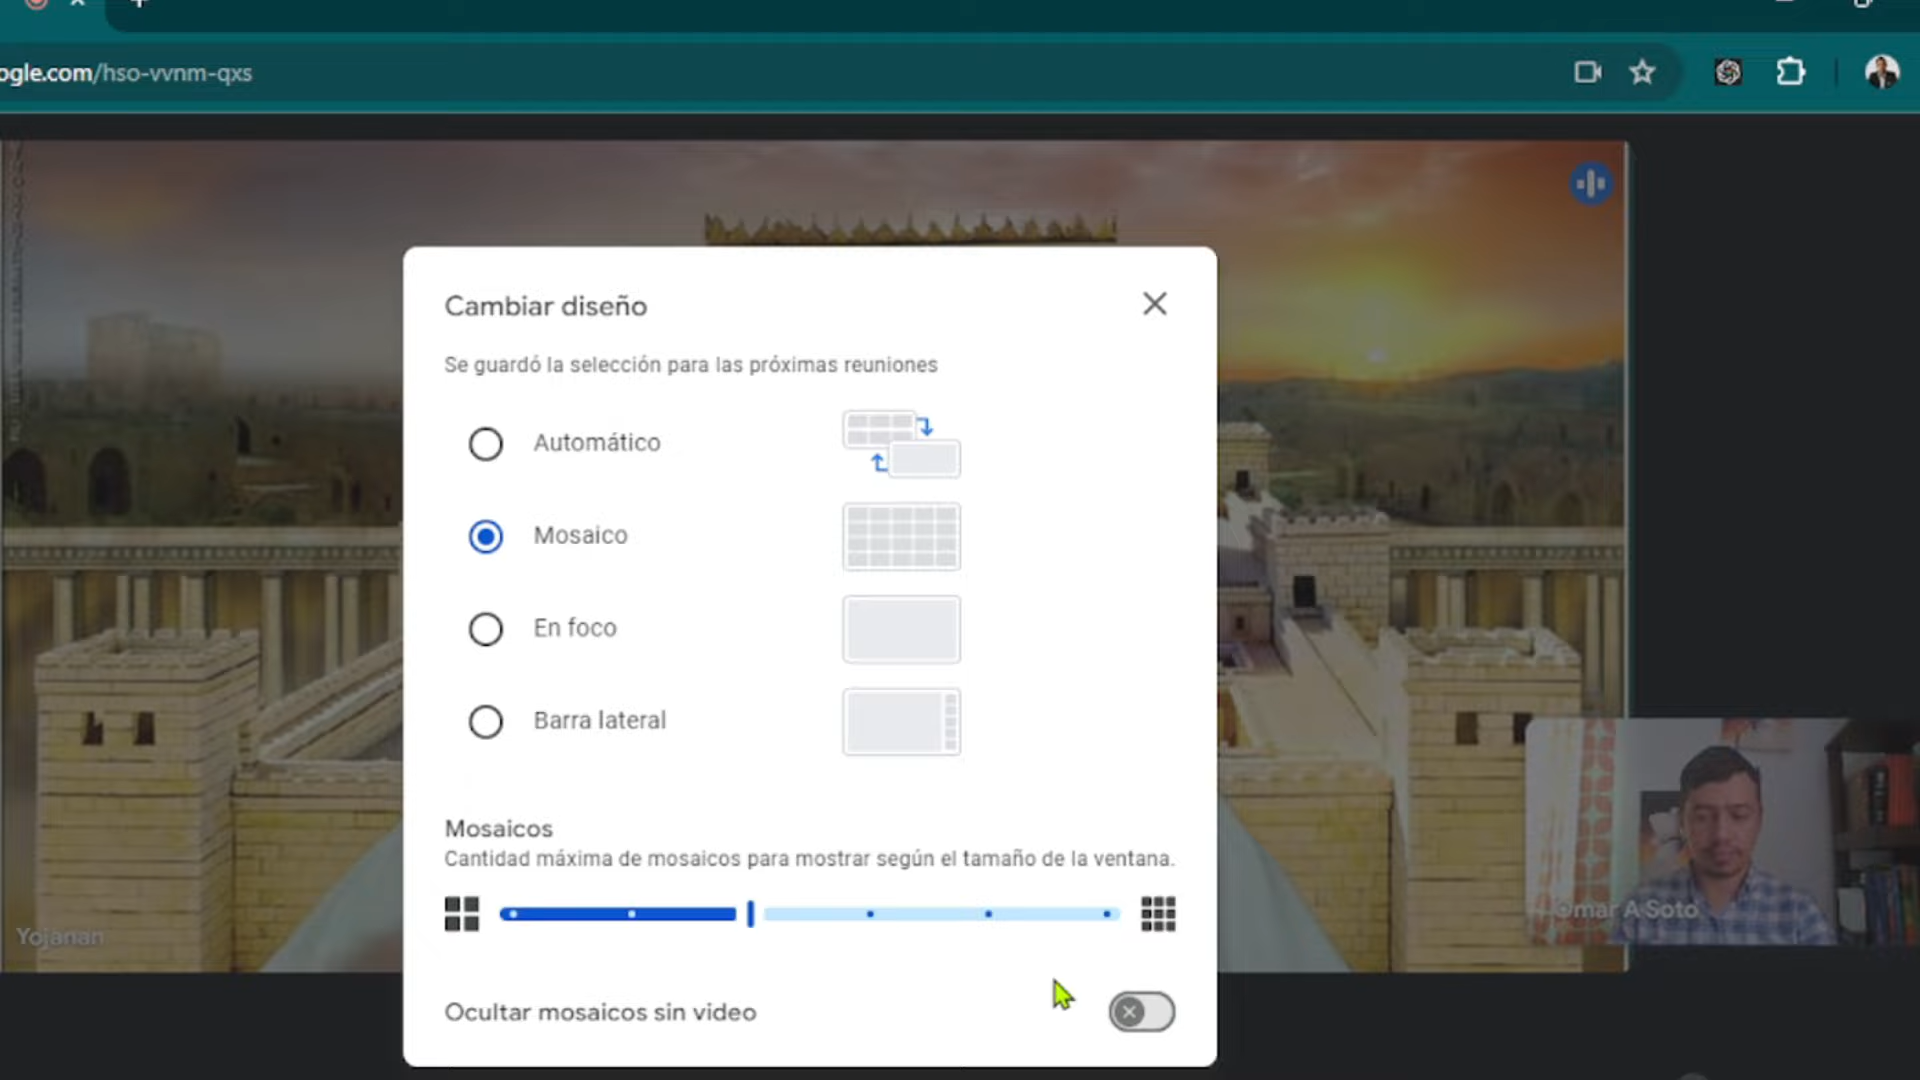 ogle.com/hso-vvnm-qxs
Cambiar diseño
Se guardó la selección para las próximas reuniones
Automático
Mosaico
En foco
Barra lateral
Mosaicos
Cantidad máxima de mosaicos para mostrar según el tamaño de la ventana.
Ocultar mosaicos sin video
Yojanan
Omar A Soto